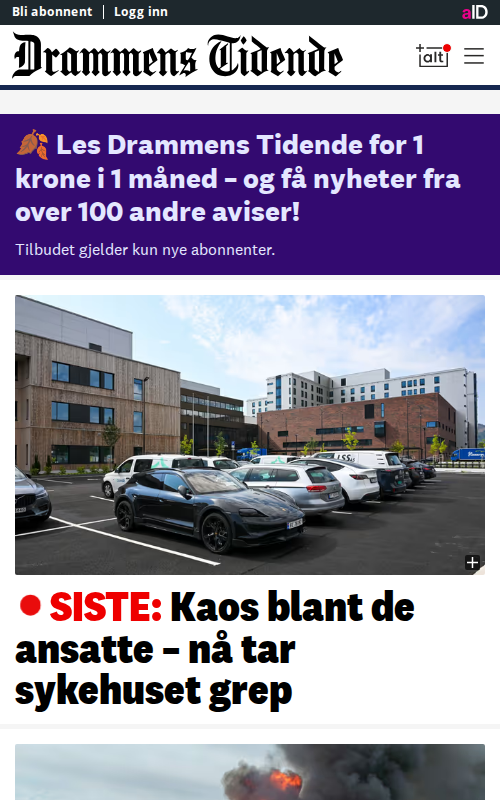 Bli abonnent
Logg inn
aID
Drammens Tidende
+alt
Les Drammens Tidende for 1
krone i 1 måned – og få nyheter fra
over 100 andre aviser!
Tilbudet gjelder kun nye abonnenter.
SISTE: Kaos blant de
ansatte – nå tar
sykehuset grep